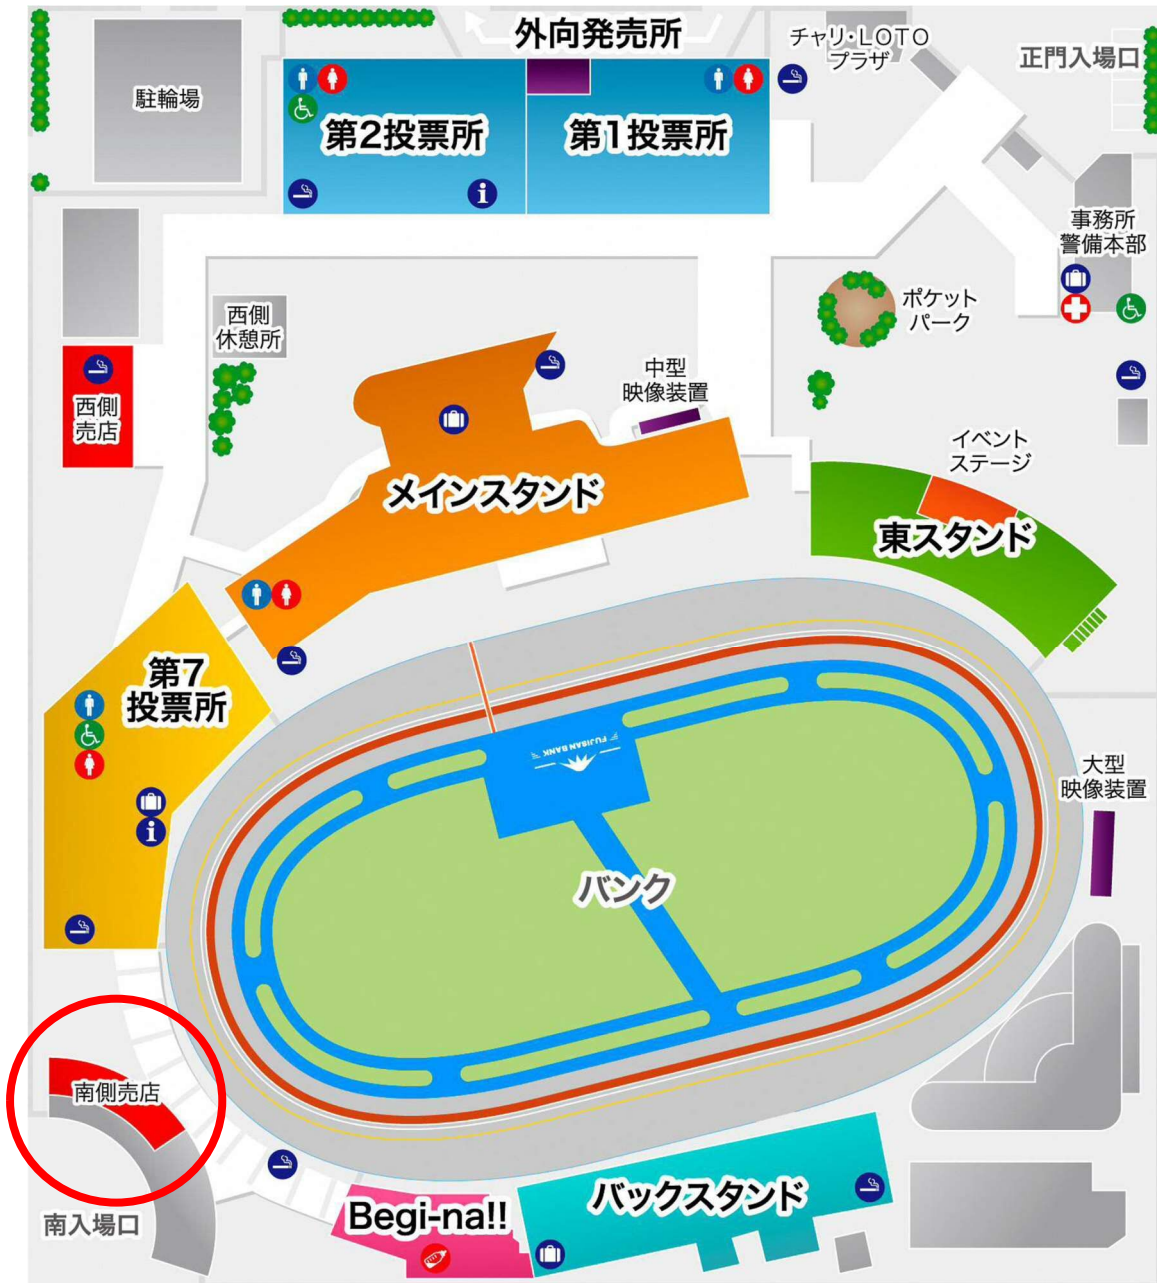 外向発売所
チャリ・LOTO
プラザ
正門入場口
駐輪場
第2投票所
第1投票所
事務所
警備本部
ポケット
パーク
西側
休憩所
中型
映像装置
西側
売店
イベント
ステージ
メインスタンド
東スタンド
第7
投票所
FUJISAN BANK
大型
映像装置
バンク
南側売店
南入場口
Begi-na!!
バックスタンド